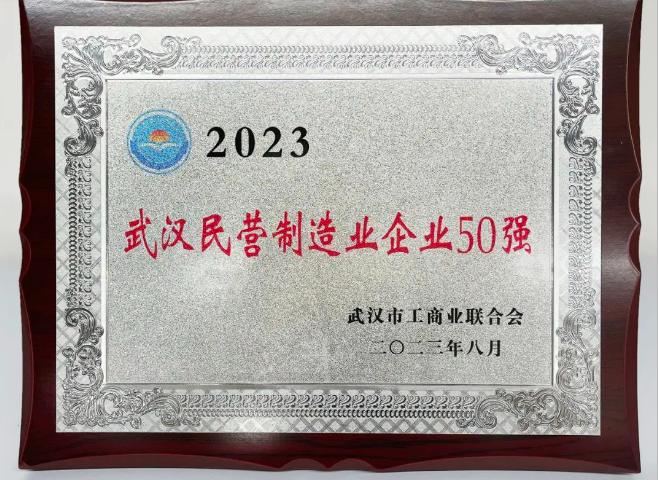 2023
武汉民营制造业企业50强
武汉市工商业联合会
二〇二三年八月